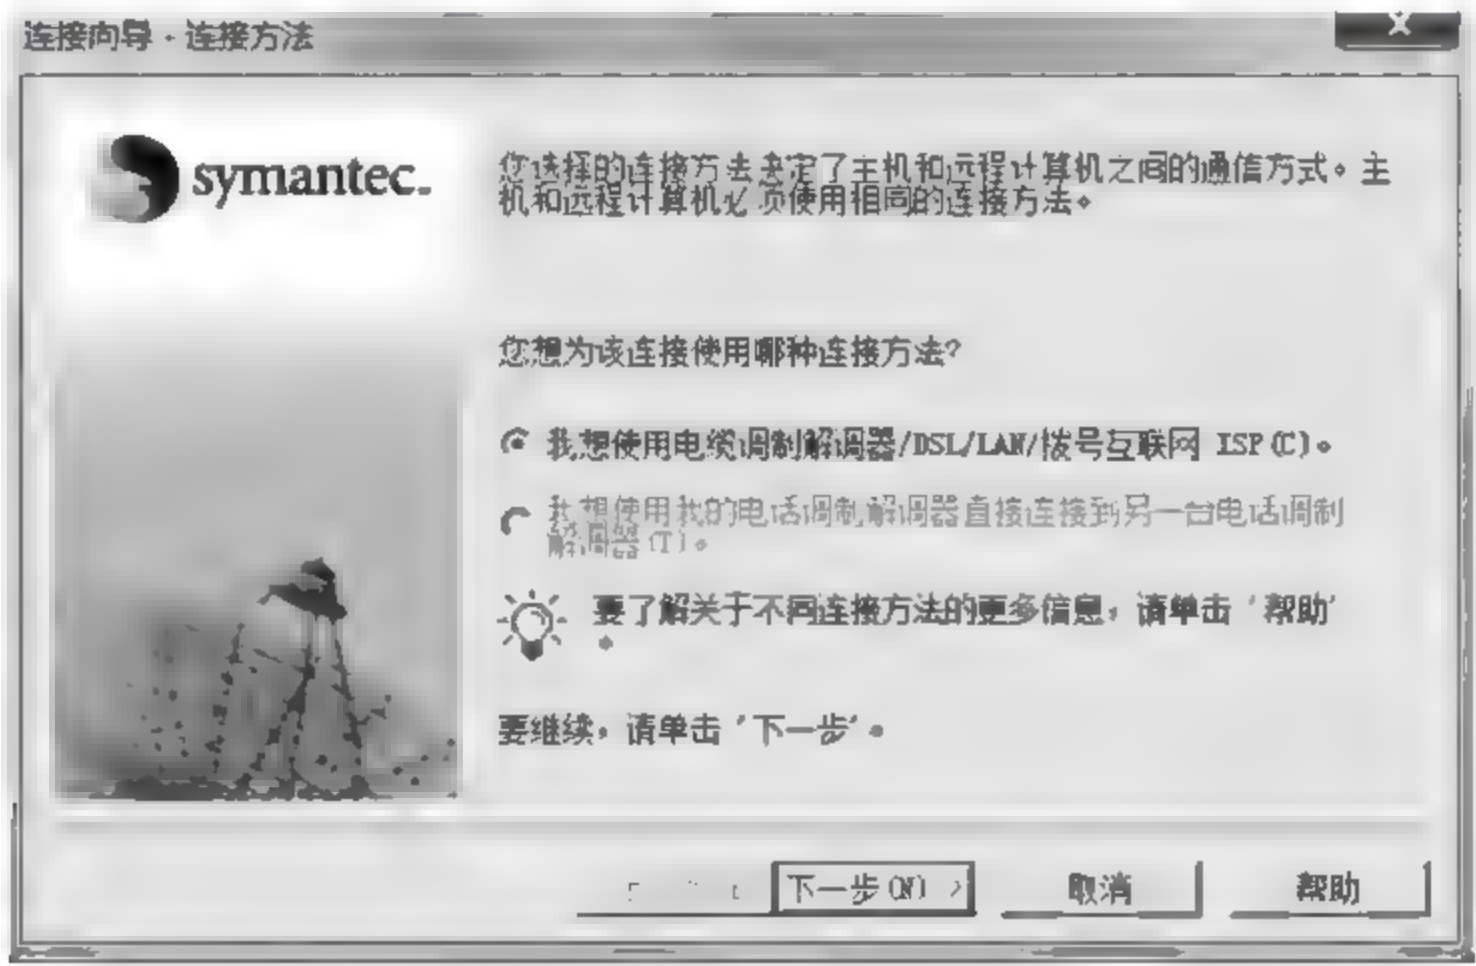 连接向导 - 连接方法
symantec.
您选择的连接方法决定了主机和远程计算机之间的通信方式。主
机和远程计算机必须使用相同的连接方法。
您想为该连接使用哪种连接方法?
我想使用电缆调制解调器/DSL/LAN/拨号互联网 ISP(C)。
我想使用我的电话调制解调器直接连接到另一台电话调制
解调器(T)。
要了解关于不同连接方法的更多信息，请单击‘帮助’
。
要继续，请单击‘下一步’。
下一步(N) > 取消 帮助